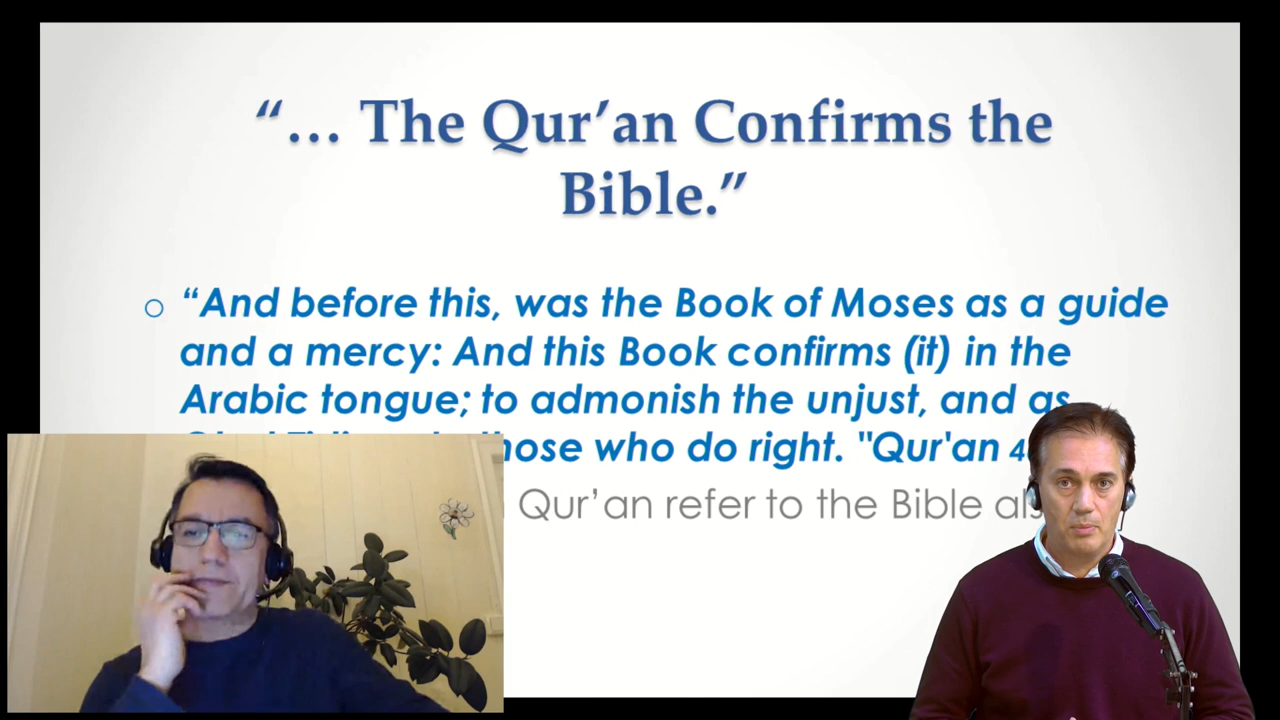 “… The Qur’an Confirms the
Bible.”
“And before this, was the Book of Moses as a guide
and a mercy: And this Book confirms (it) in the
Arabic tongue; to admonish the unjust, and as
those who do right. "Qur'an 4
Qur’an refer to the Bible